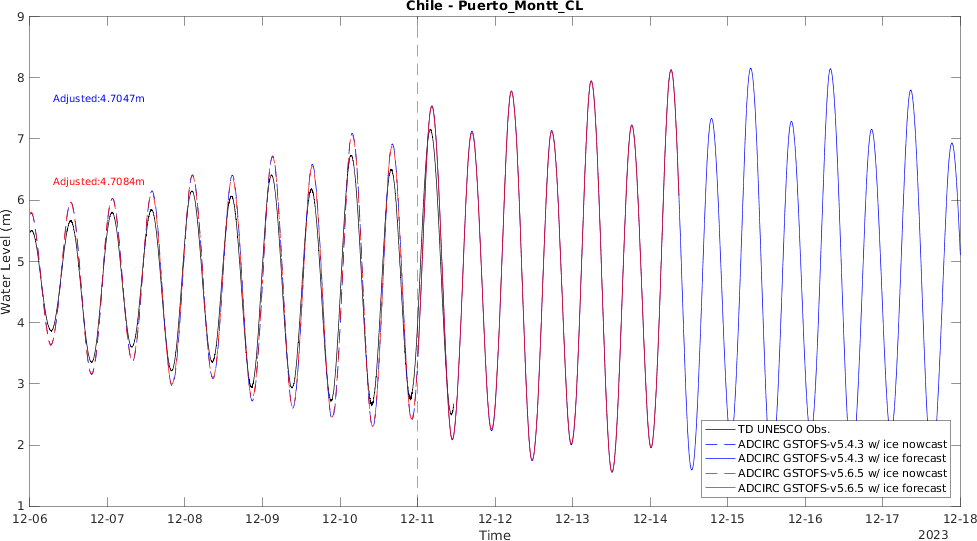 Chile - Puerto_Montt_CL
Water Level (m)
9
8
7
6
5
4
3
2
1
Adjusted:4.7047m
Adjusted:4.7084m
TD UNESCO Obs.
ADCIRC GSTOFS-v5.4.3 w/ ice nowcast
ADCIRC GSTOFS-v5.4.3 w/ ice forecast
ADCIRC GSTOFS-v5.6.5 w/ ice nowcast
ADCIRC GSTOFS-v5.6.5 w/ ice forecast
12-06 12-07 12-08 12-09 12-10 12-11 12-12 12-13 12-14 12-15 12-16 12-17 12-18
Time
2023